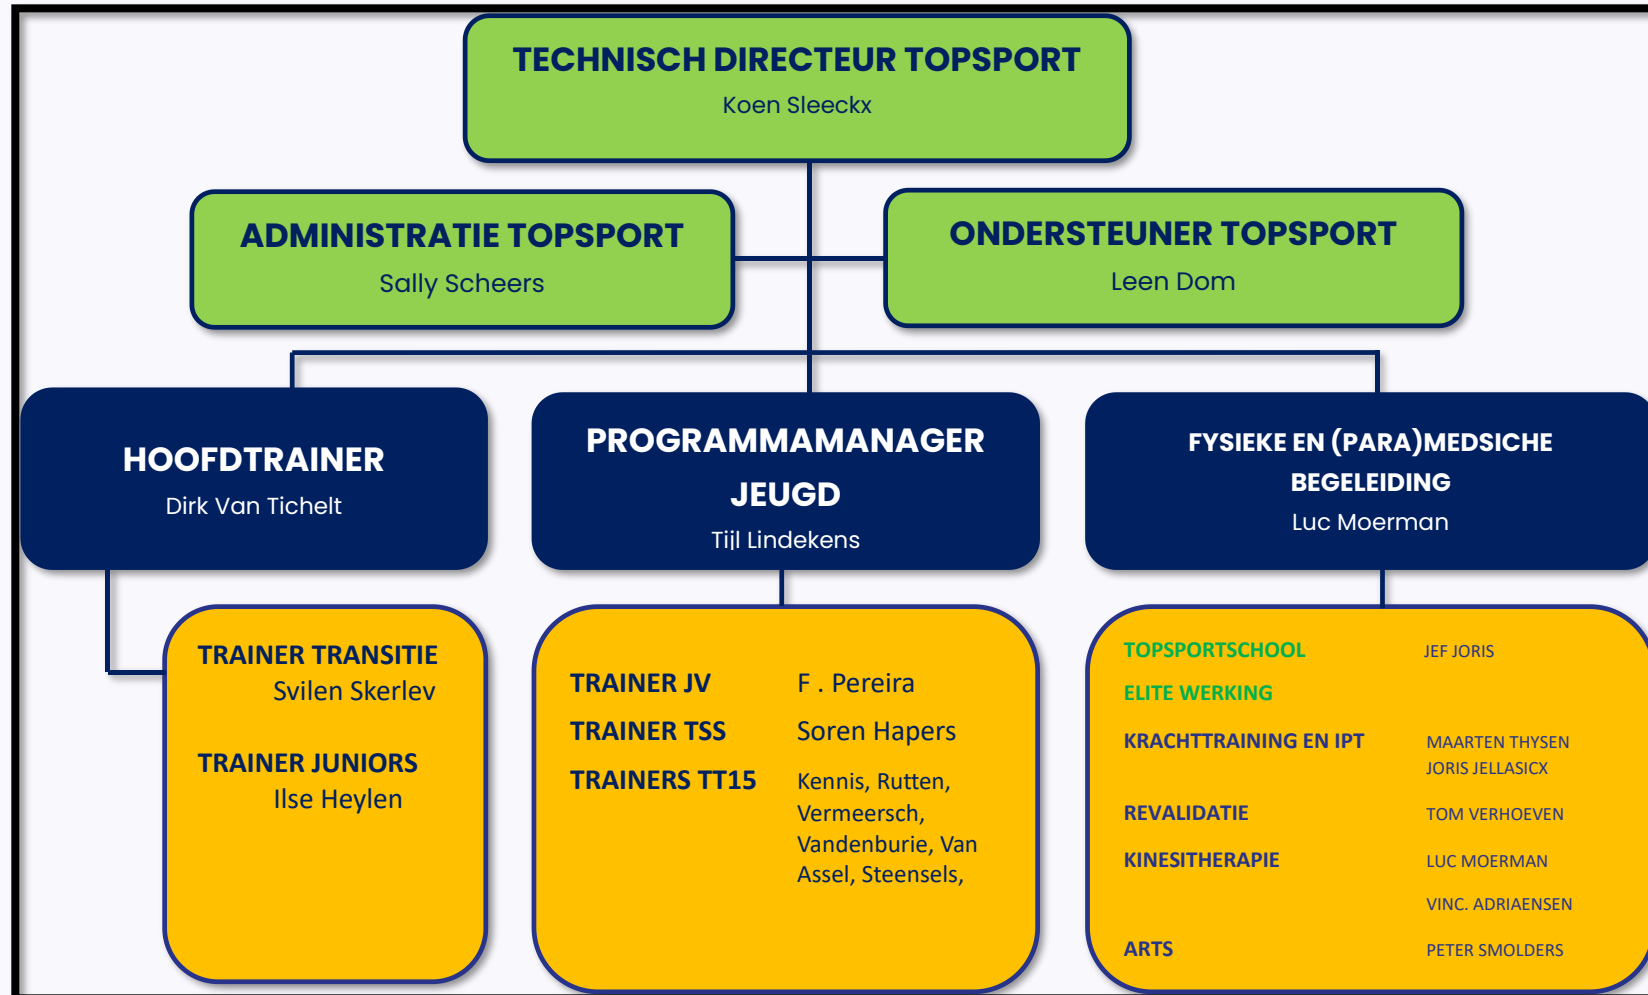 TECHNISCH DIRECTEUR TOPSPORT
Koen Sleeckx
ADMINISTRATIE TOPSPORT
Sally Scheers
ONDERSTEUNER TOPSPORT
Leen Dom
HOOFDTRAINER
Dirk Van Tichelt
PROGRAMMAMANAGER
JEUGD
Tijl Lindekens
FYSIEKE EN (PARA)MEDSICHE
BEGELEIDING
Luc Moerman
TRAINER TRANSITIE
Svilen Skerlev
TRAINER JUNIORS
Ilse Heylen
TRAINER JV F . Pereira
TRAINER TSS Soren Hapers
TRAINERS TT15 Kennis, Rutten,
Vermeersch,
Vandenburie, Van
Assel, Steensels,
TOPSPORTSCHOOL JEF JORIS
ELITE WERKING
KRACHTTRAINING EN IPT MAARTEN THYSEN
JORIS JELLASICX
REVALIDATIE TOM VERHOEVEN
KINESITHERAPIE LUC MOERMAN
VINC. ADRIAENSEN
ARTS PETER SMOLDERS